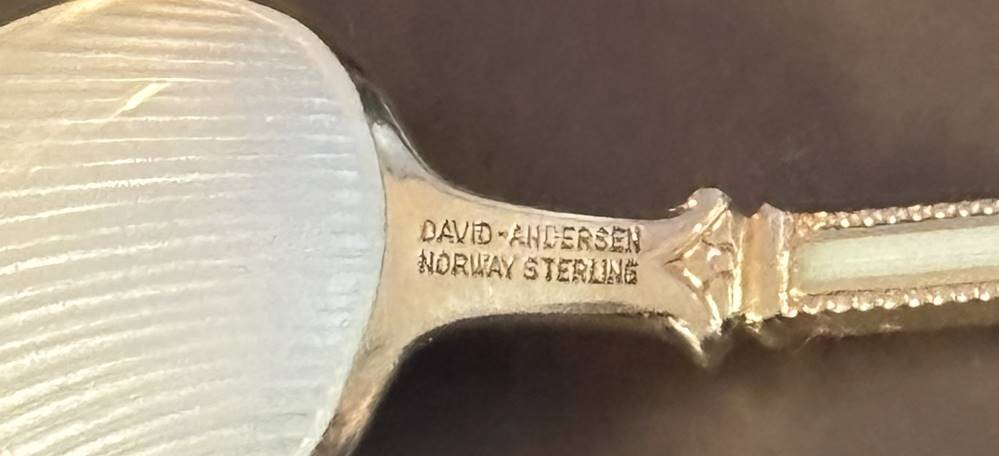 DAVID-ANDERSEN
NORWAY STERLING